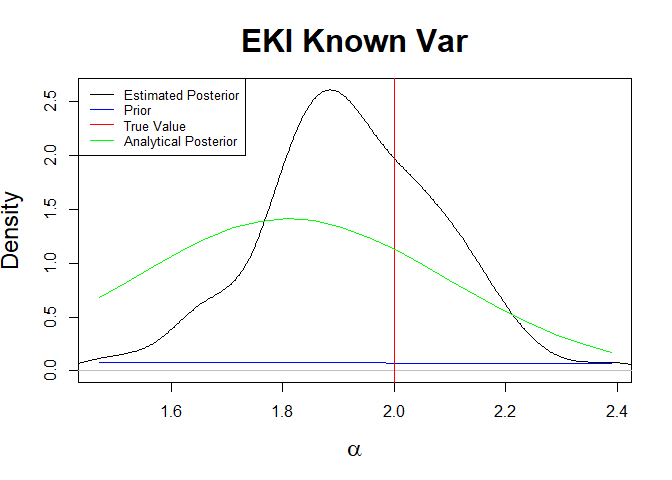 EKI Known Var
Estimated Posterior
Prior
True Value
Analytical Posterior
Density
0.0 0.5 1.0 1.5 2.0 2.5
1.6 1.8 2.0 2.2 2.4
α